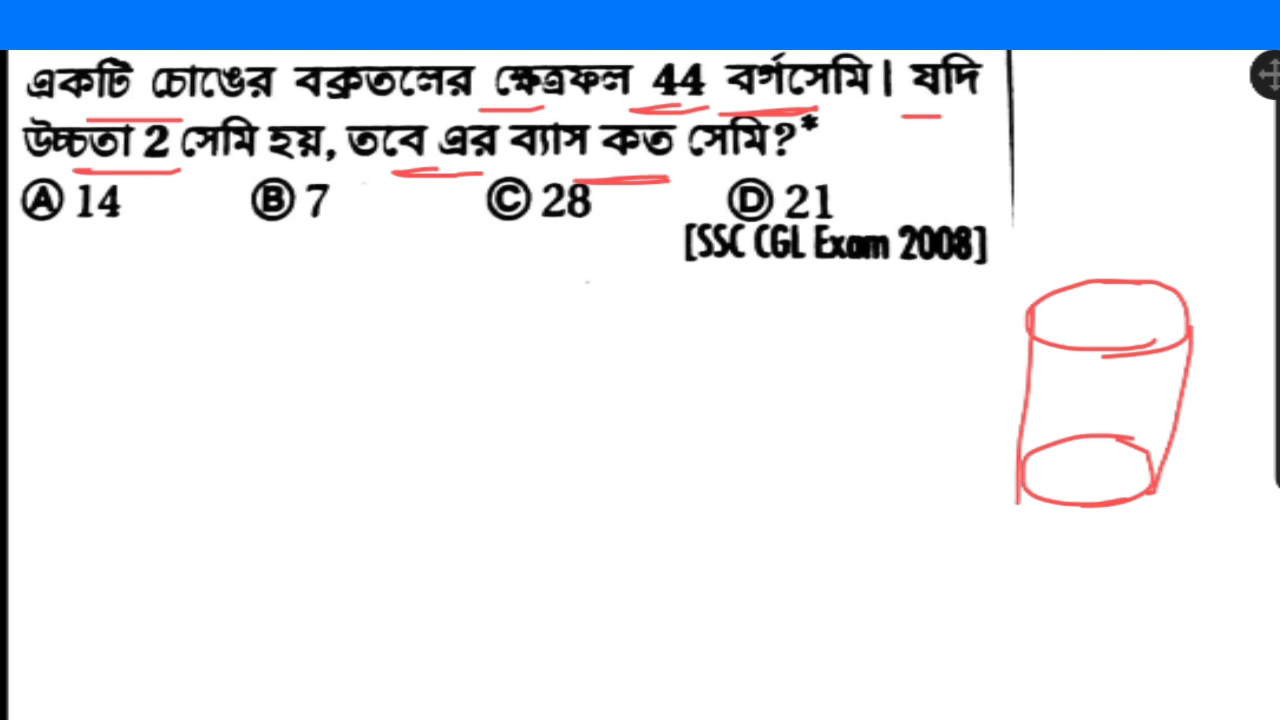 একটি চোঙের বক্রতলের ক্ষেত্রফল 44 বর্গসেমি। যদি
উচ্চতা 2 সেমি হয়, তবে এর ব্যাস কত সেমি?*
Ⓐ 14 Ⓑ 7 Ⓒ 28 Ⓓ 21
[SSC CGL Exam 2008]